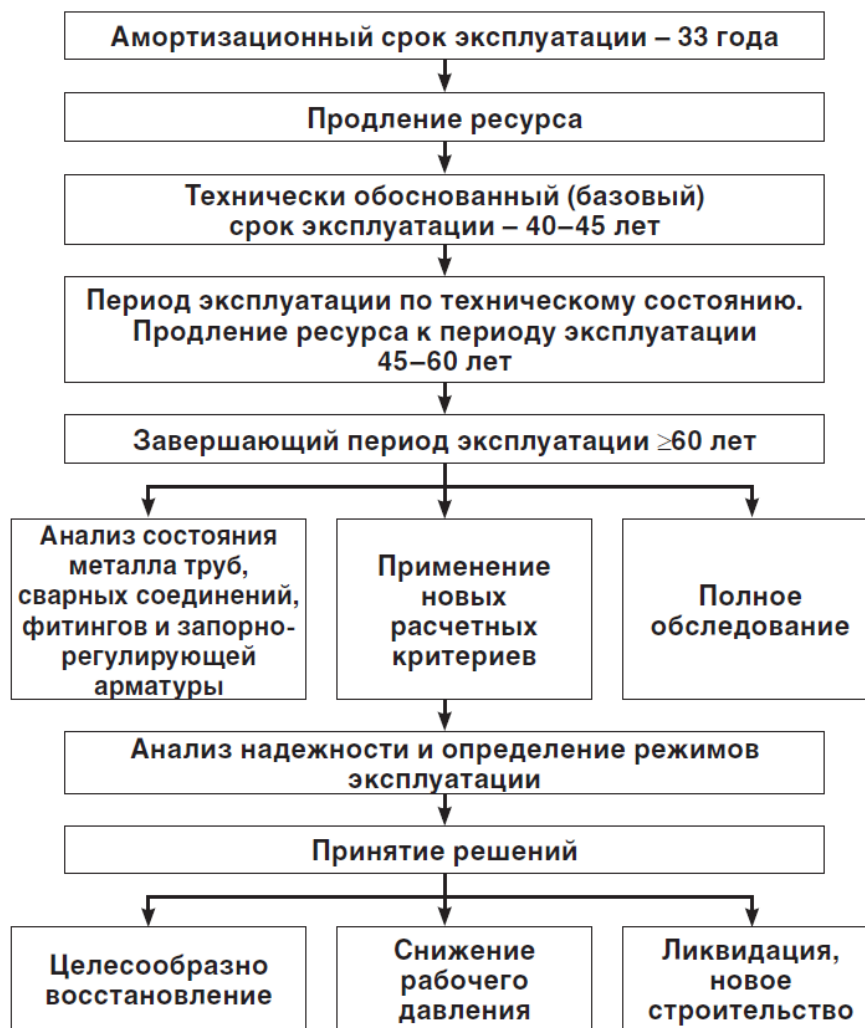 Амортизационный срок эксплуатации – 33 года
Продление ресурса
Технически обоснованный (базовый)
срок эксплуатации – 40–45 лет
Период эксплуатации по техническому состоянию.
Продление ресурса к периоду эксплуатации
45–60 лет
Завершающий период эксплуатации ≥60 лет
Анализ состояния
металла труб,
сварных соединений,
фитингов и запорно-
регулирующей
арматуры
Применение
новых
расчетных
критериев
Полное
обследование
Анализ надежности и определение режимов
эксплуатации
Принятие решений
Целесообразно
восстановление
Снижение
рабочего
давления
Ликвидация,
новое
строительство